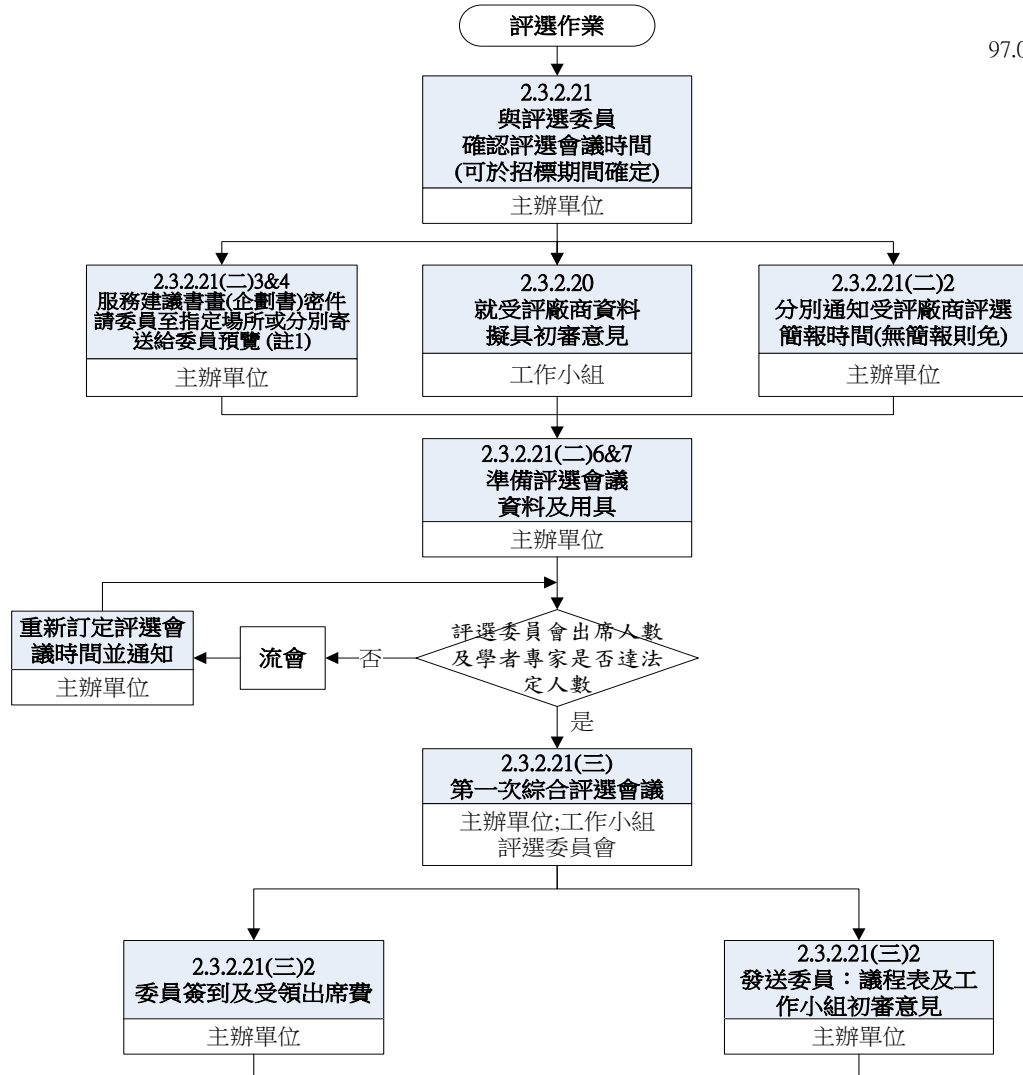 評選作業
97.0
2.3.2.21
與評選委員
確認評選會議時間
(可於招標期間確定)
主辦單位
2.3.2.21(二)3&4
服務建議書畫(企劃書)密件
請委員至指定場所或分別寄
送給委員預覽 (註1)
主辦單位
2.3.2.20
就受評廠商資料
擬具初審意見
工作小組
2.3.2.21(二)2
分別通知受評廠商評選
簡報時間(無簡報則免)
主辦單位
2.3.2.21(二)6&7
準備評選會議
資料及用具
主辦單位
重新訂定評選會
議時間並通知
主辦單位
流會
否
評選委員會出席人數
及學者專家是否達法
定人數
是
2.3.2.21(三)
第一次綜合評選會議
主辦單位;工作小組
評選委員會
2.3.2.21(三)2
委員簽到及受領出席費
主辦單位
2.3.2.21(三)2
發送委員：議程表及工
作小組初審意見
主辦單位